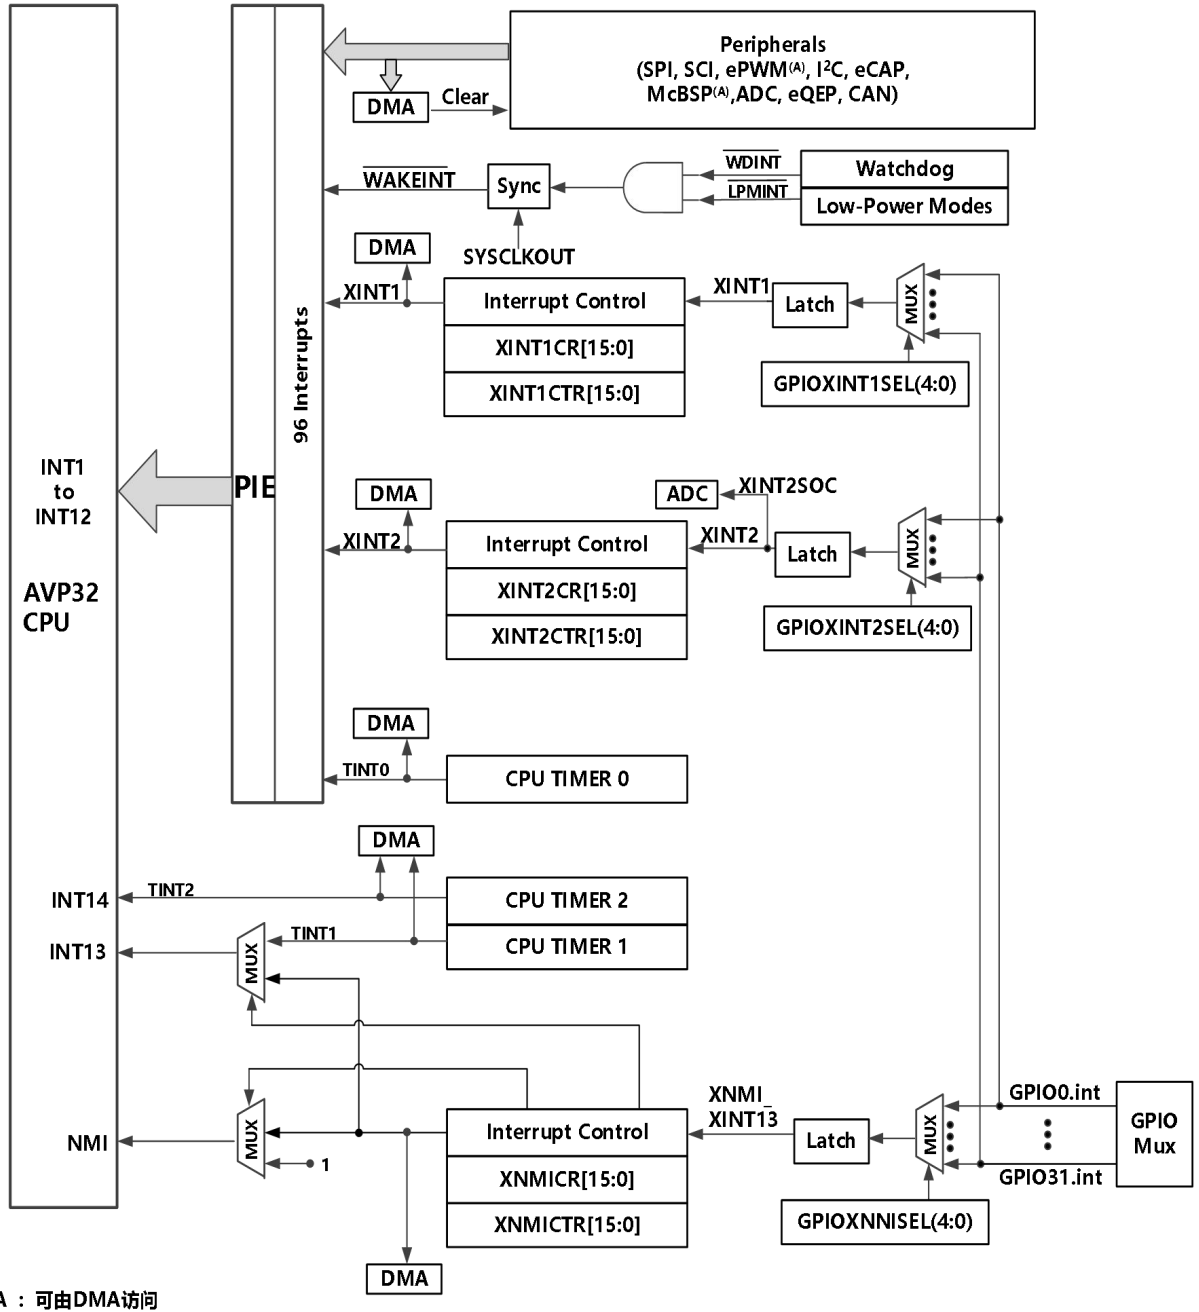 Peripherals
(SPI, SCI, ePWM(A), I2C, eCAP,
McBSP(A),ADC, eQEP, CAN)
DMA
Clear
WDINT
Watchdog
WAKEINT
Sync
LPMINT
Low-Power Modes
SYSCLKOUT
DMA
XINT1
Interrupt Control
XINT1
Latch
MUX
XINT1CR[15:0]
XINT1CTR[15:0]
GPIOXINT1SEL(4:0)
96 Interrupts
INT1
to
INT12
PIE
AVP32
CPU
DMA
ADC
XINT2SOC
XINT2
Interrupt Control
XINT2
Latch
MUX
XINT2CR[15:0]
XINT2CTR[15:0]
GPIOXINT2SEL(4:0)
DMA
TINT0
CPU TIMER 0
DMA
INT14
TINT2
CPU TIMER 2
INT13
MUX
TINT1
CPU TIMER 1
NMI
MUX
1
Interrupt Control
XNMICR[15:0]
XNMICTR[15:0]
XNMI_
XINT13
Latch
MUX
GPIO0.int
GPIO31.int
GPIO
Mux
GPIOXNNISEL(4:0)
DMA
A : 可由DMA访问